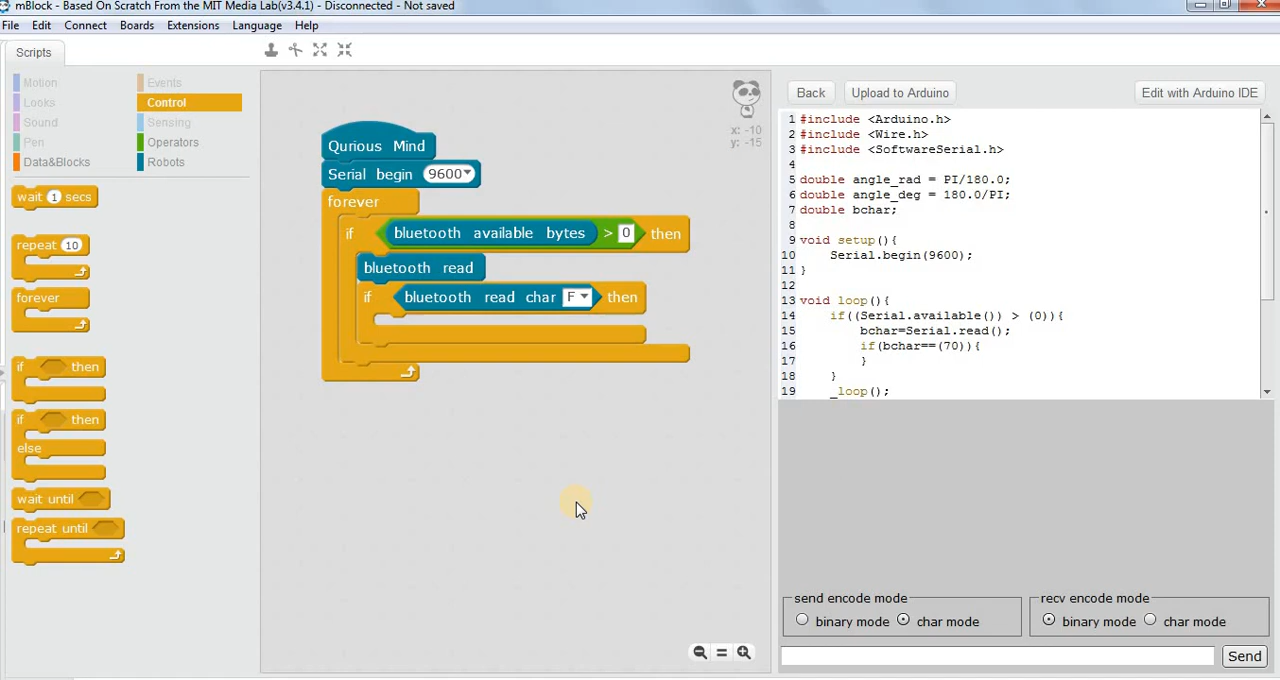 mBlock - Based On Scratch From the MIT Media Lab(v3.4.1) - Disconnected - Not saved
File Edit Connect Boards Extensions Language Help
Scripts
Motion
Looks
Sound
Pen
Data&Blocks
Events
Control
Sensing
Operators
Robots
wait 1 secs
repeat 10
forever
if then
if then
else
wait until
repeat until
Qurious Mind
Serial begin 9600
forever
if bluetooth available bytes > 0 then
bluetooth read
if bluetooth read char F then
x: -10
y: -15
Back Upload to Arduino Edit with Arduino IDE
1 #include <Arduino.h>
2 #include <Wire.h>
3 #include <SoftwareSerial.h>
4
5 double angle_rad = PI/180.0;
6 double angle_deg = 180.0/PI;
7 double bchar;
8
9 void setup(){
10 Serial.begin(9600);
11 }
12
13 void loop(){
14 if((Serial.available()) > (0)){
15 bchar=Serial.read();
16 if(bchar==(70)){
17 }
18 }
19 _loop();
send encode mode
binary mode char mode
recv encode mode
binary mode char mode
Send